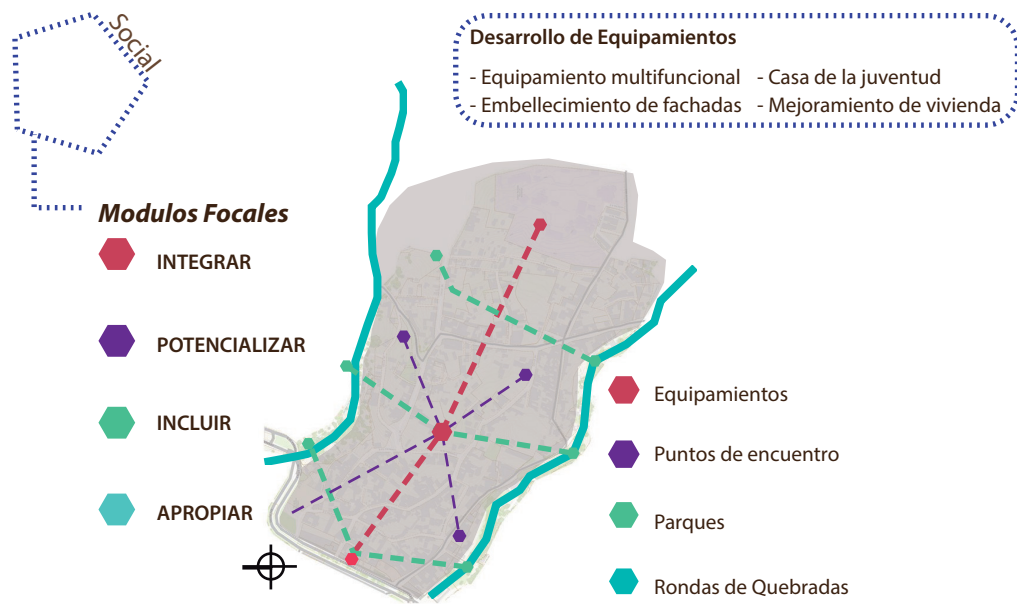 Social
Desarrollo de Equipamientos
- Equipamiento multifuncional - Casa de la juventud
- Embellecimiento de fachadas - Mejoramiento de vivienda
Modulos Focales
INTEGRAR
POTENCIALIZAR
INCLUIR
APROPIAR
Equipamientos
Puntos de encuentro
Parques
Rondas de Quebradas